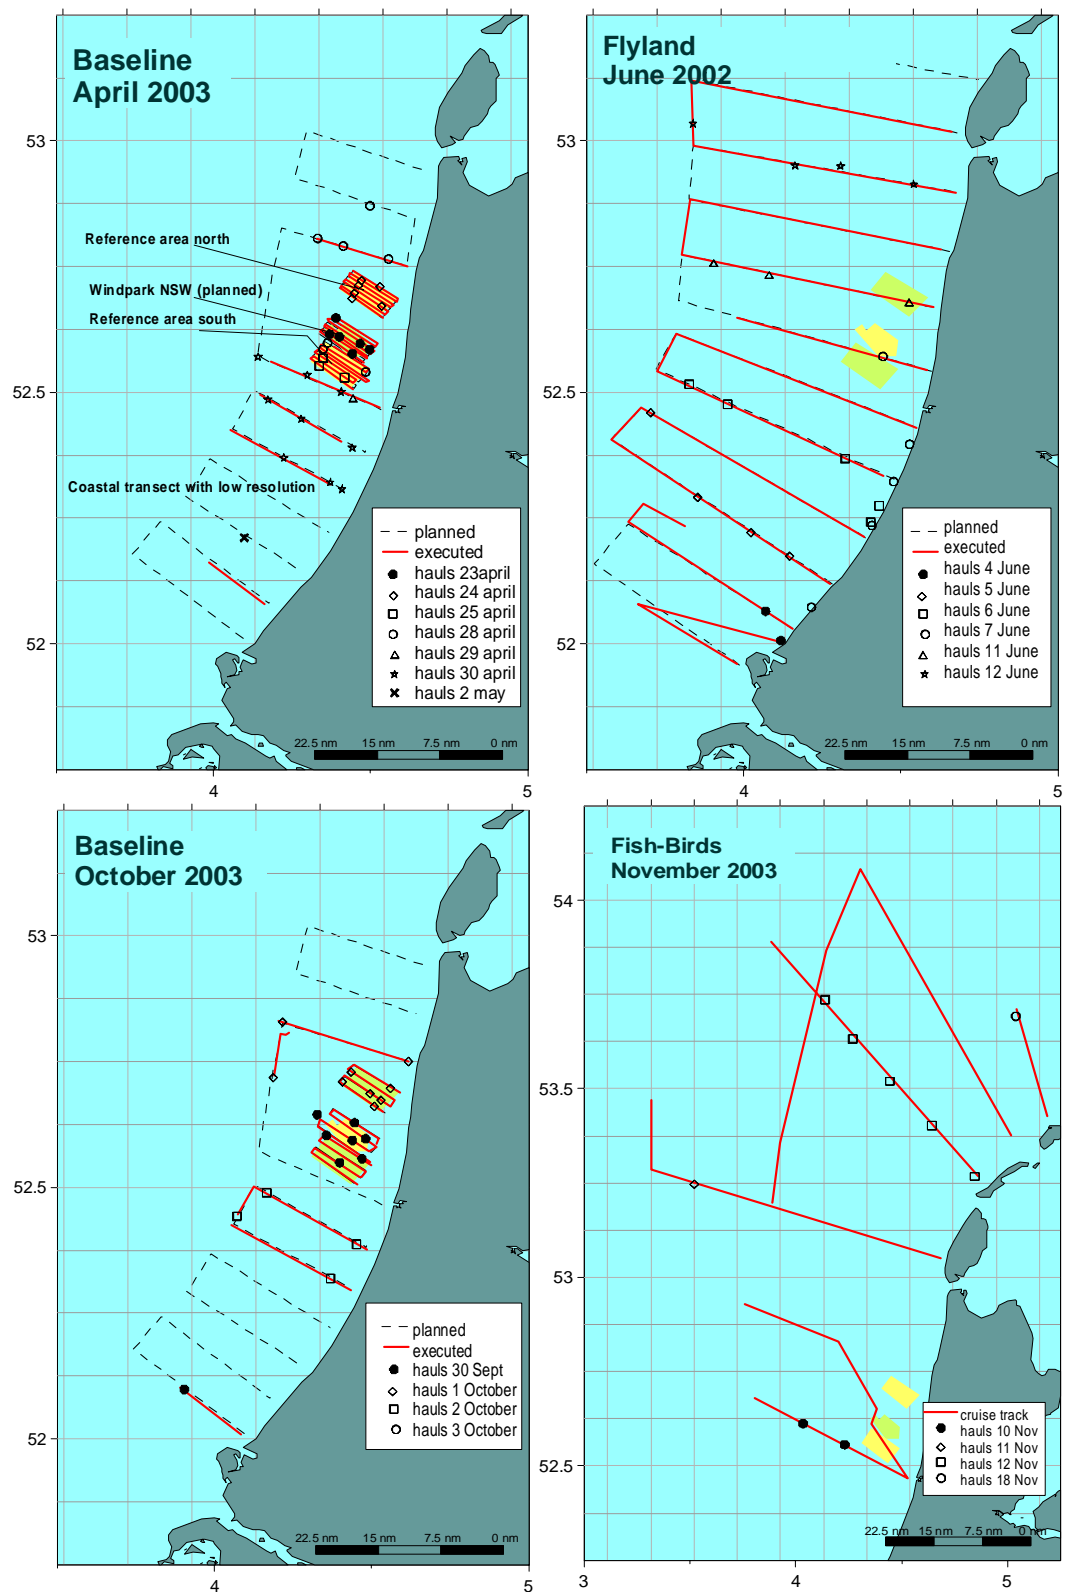 Baseline
April 2003
53
52.5
52
Reference area north
Windpark NSW (planned)
Reference area south
Coastal transect with low resolution
planned
executed
hauls 23april
hauls 24 april
hauls 25 april
hauls 28 april
hauls 29 april
hauls 30 april
hauls 2 may
22.5 nm 15 nm 7.5 nm 0 nm
4 5
Flyland
June 2002
planned
executed
hauls 4 June
hauls 5 June
hauls 6 June
hauls 7 June
hauls 11 June
hauls 12 June
22.5 nm 15 nm 7.5 nm 0 nm
4 5
Baseline
October 2003
53
52.5
52
planned
executed
hauls 30 Sept
hauls 1 October
hauls 2 October
hauls 3 October
22.5 nm 15 nm 7.5 nm 0 nm
4 5
Fish-Birds
November 2003
54
53.5
53
52.5
cruise track
hauls 10 Nov
hauls 11 Nov
hauls 12 Nov
hauls 18 Nov
22.5 nm 15 nm 7.5 nm 0 nm
3 4 5